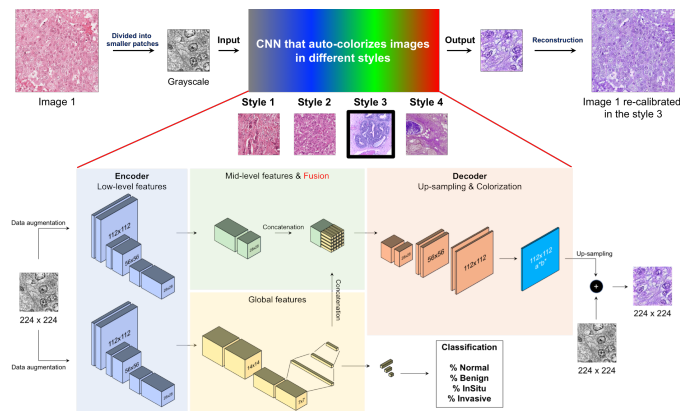 Divided into
smaller patches
Input
CNN that auto-colorizes images
in different styles
Output
Reconstruction
Grayscale
Image 1
Image 1 re-calibrated
in the style 3
Style 1
Style 2
Style 3
Style 4
Encoder
Low-level features
Mid-level features & Fusion
Decoder
Up-sampling & Colorization
Data augmentation
112x112
56x56
28x28
28x28
Concatenation
28x28
56x56
112x112
112x112
a*b*
Up-sampling
+
224 x 224
224 x 224
224 x 224
Concatenation
Global features
Data augmentation
112x112
56x56
28x28
14x14
7x7
Classification
% Normal
% Benign
% InSitu
% Invasive